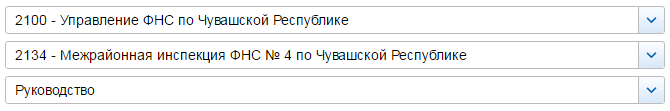 2100 - Управление ФНС по Чувашской Республике
2134 - Межрайонная инспекция ФНС № 4 по Чувашской Республике
Руководство